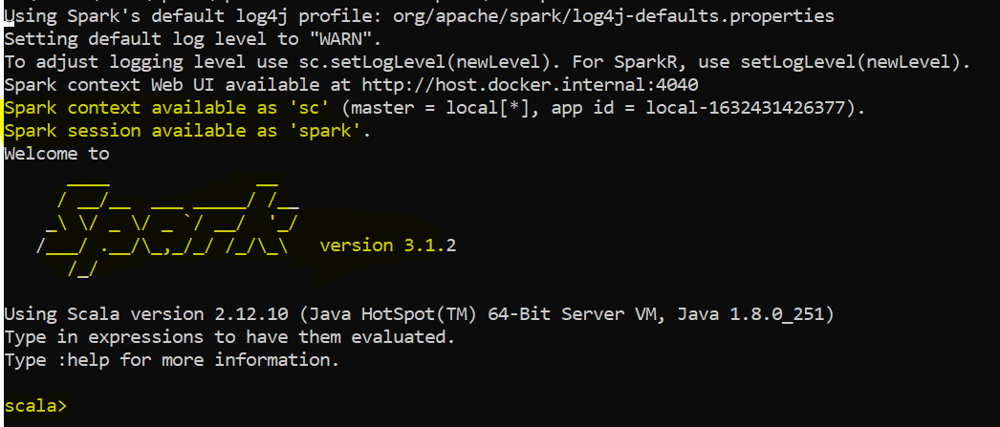 Using Spark's default log4j profile: org/apache/spark/log4j-defaults.properties
Setting default log level to "WARN".
To adjust logging level use sc.setLogLevel(newLevel). For SparkR, use setLogLevel(newLevel).
Spark context Web UI available at http://host.docker.internal:4040
Spark context available as 'sc' (master = local[*], app id = local-1632431426377).
Spark session available as 'spark'.
Welcome to
      ____              __
     / __/__  ___ _____/ /__
    _\ \/ _ \/ _ `/ __/  '_/
   /___/ .__/\_,_/_/ /_/\_\   version 3.1.2
      /_/
Using Scala version 2.12.10 (Java HotSpot(TM) 64-Bit Server VM, Java 1.8.0_251)
Type in expressions to have them evaluated.
Type :help for more information.
scala>